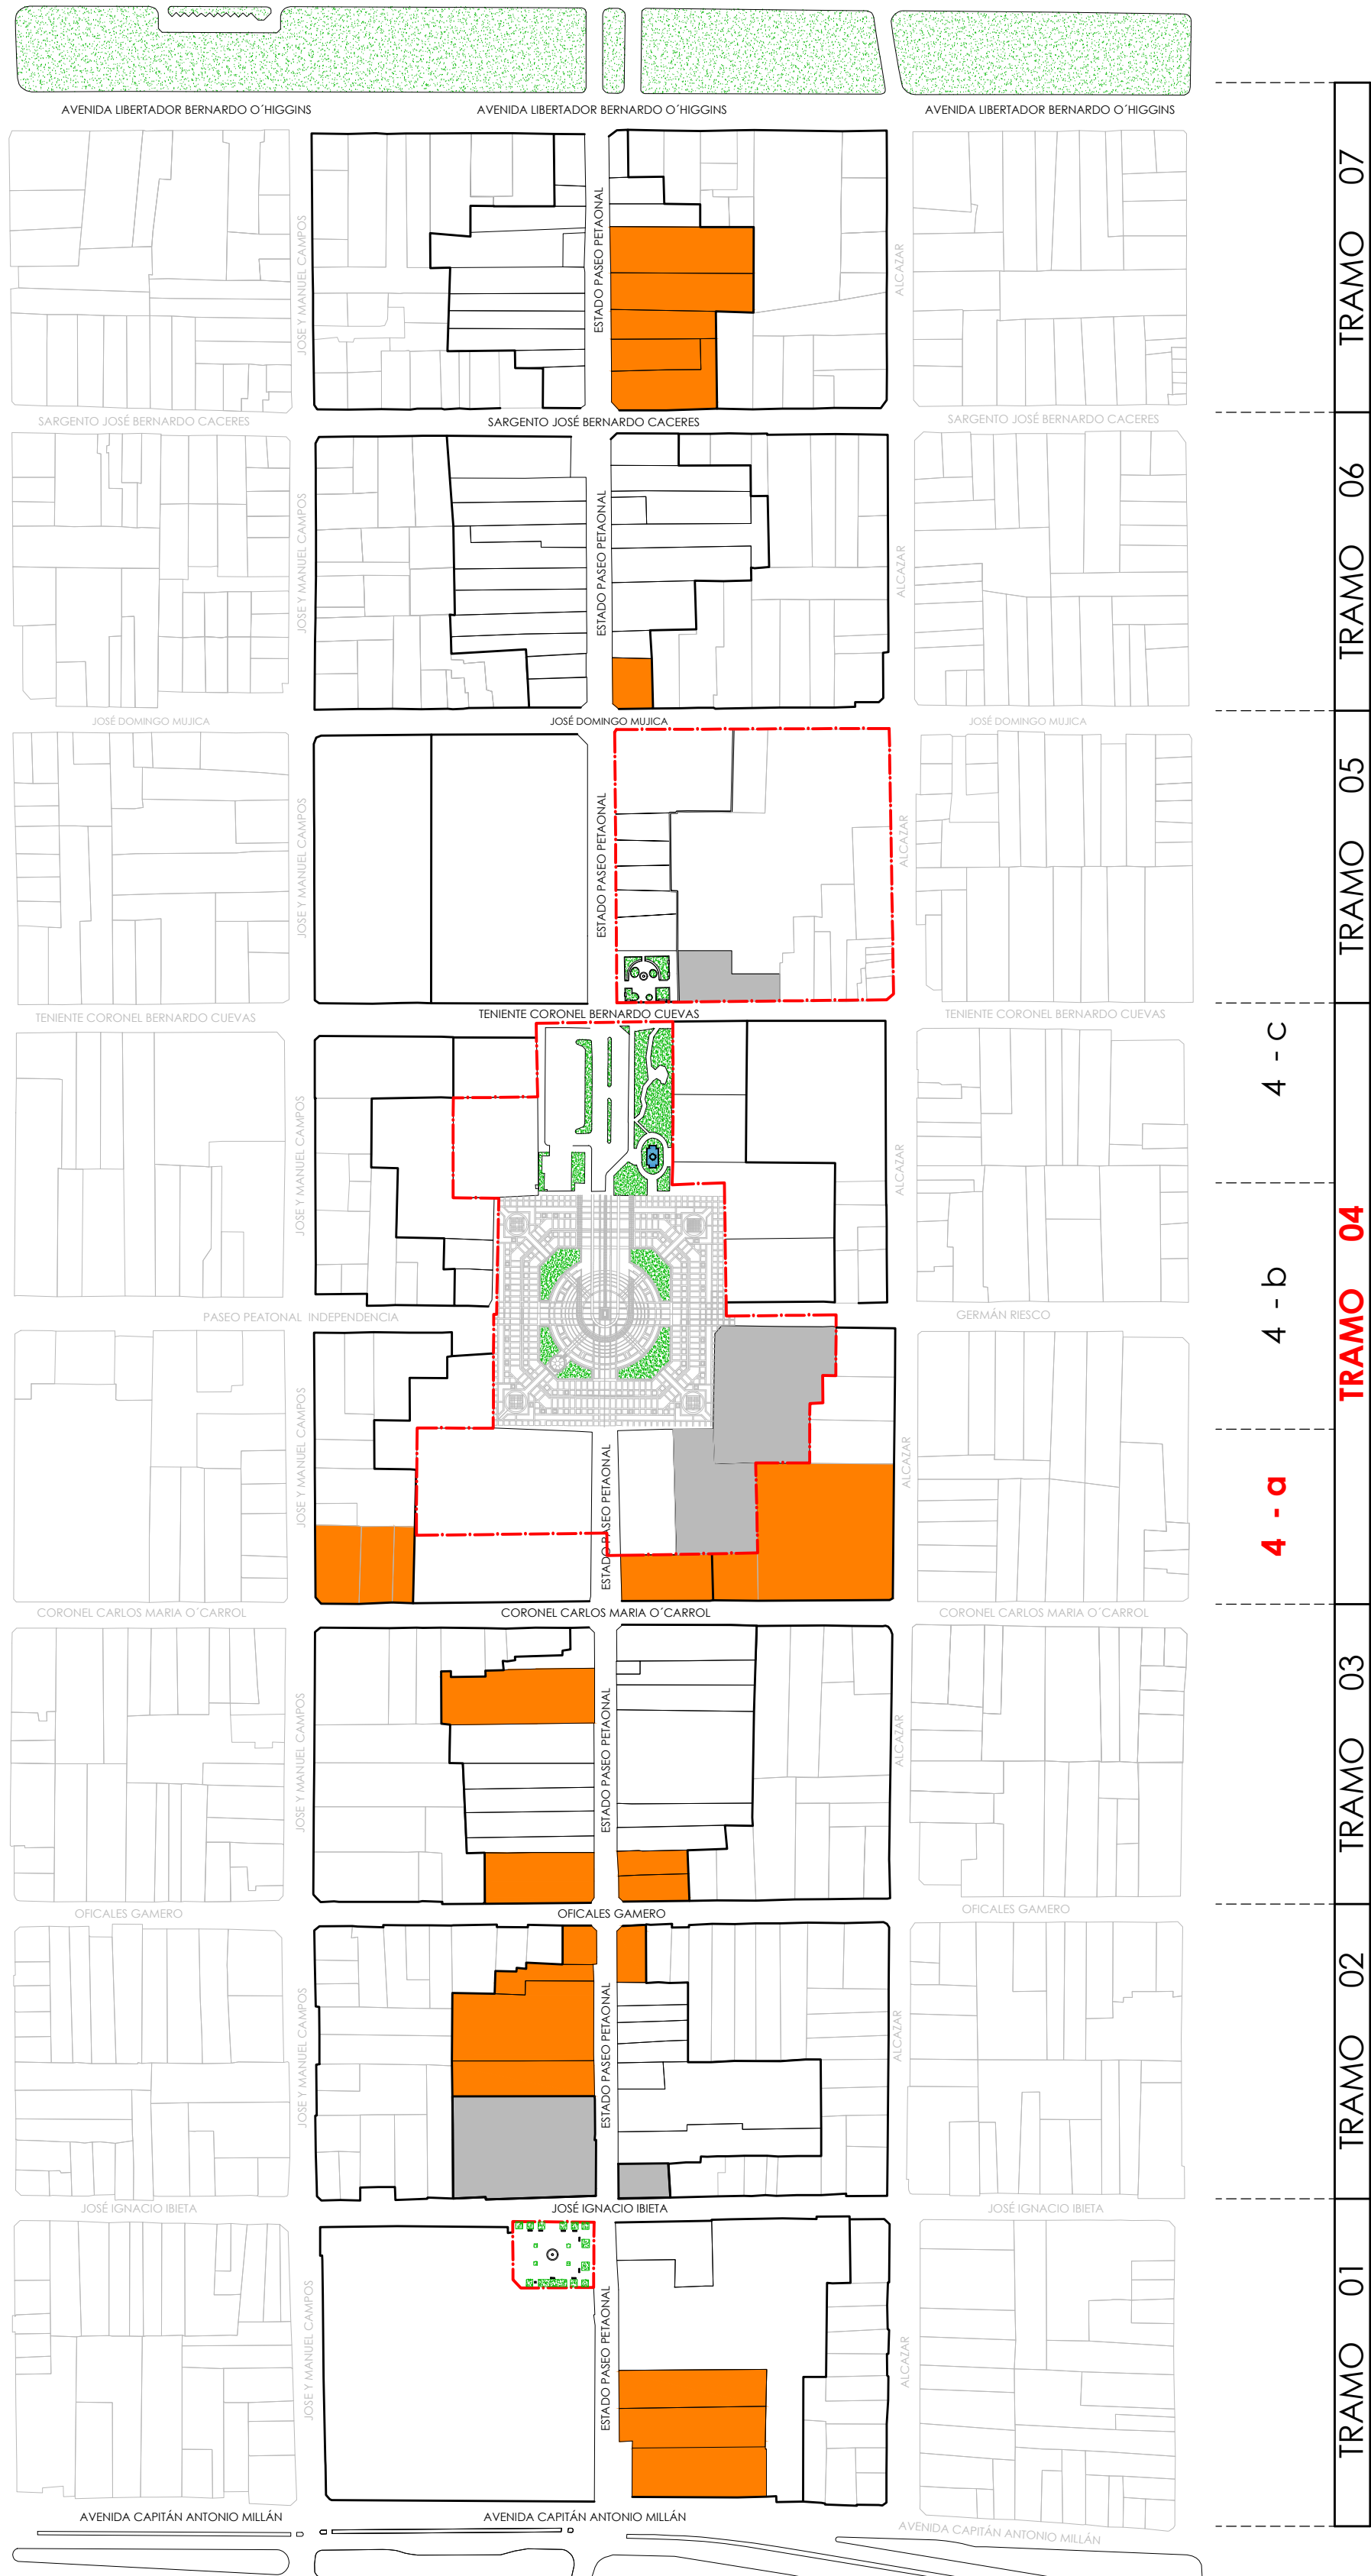 AVENIDA LIBERTADOR BERNARDO O´HIGGINS
AVENIDA LIBERTADOR BERNARDO O´HIGGINS
AVENIDA LIBERTADOR BERNARDO O´HIGGINS
JOSE Y MANUEL CAMPOS
ESTADO PASEO PETAONAL
ALCAZAR
TRAMO 07
SARGENTO JOSÉ BERNARDO CACERES
SARGENTO JOSÉ BERNARDO CACERES
SARGENTO JOSÉ BERNARDO CACERES
JOSE Y MANUEL CAMPOS
ESTADO PASEO PETAONAL
ALCAZAR
TRAMO 06
JOSÉ DOMINGO MUJICA
JOSÉ DOMINGO MUJICA
JOSÉ DOMINGO MUJICA
JOSE Y MANUEL CAMPOS
ESTADO PASEO PETAONAL
ALCAZAR
TRAMO 05
TENIENTE CORONEL BERNARDO CUEVAS
TENIENTE CORONEL BERNARDO CUEVAS
TENIENTE CORONEL BERNARDO CUEVAS
JOSE Y MANUEL CAMPOS
ALCAZAR
4 - c
PASEO PEATONAL INDEPENDENCIA
GERMÁN RIESCO
4 - b
TRAMO 04
JOSE Y MANUEL CAMPOS
ESTADO PASEO PETAONAL
ALCAZAR
4 - a
CORONEL CARLOS MARIA O´CARROL
CORONEL CARLOS MARIA O´CARROL
CORONEL CARLOS MARIA O´CARROL
JOSE Y MANUEL CAMPOS
ESTADO PASEO PETAONAL
ALCAZAR
TRAMO 03
OFICALES GAMERO
OFICALES GAMERO
OFICALES GAMERO
JOSE Y MANUEL CAMPOS
ESTADO PASEO PETAONAL
ALCAZAR
TRAMO 02
JOSÉ IGNACIO IBIETA
JOSÉ IGNACIO IBIETA
JOSÉ IGNACIO IBIETA
JOSE Y MANUEL CAMPOS
ESTADO PASEO PETAONAL
ALCAZAR
TRAMO 01
AVENIDA CAPITÁN ANTONIO MILLÁN
AVENIDA CAPITÁN ANTONIO MILLÁN
AVENIDA CAPITÁN ANTONIO MILLÁN